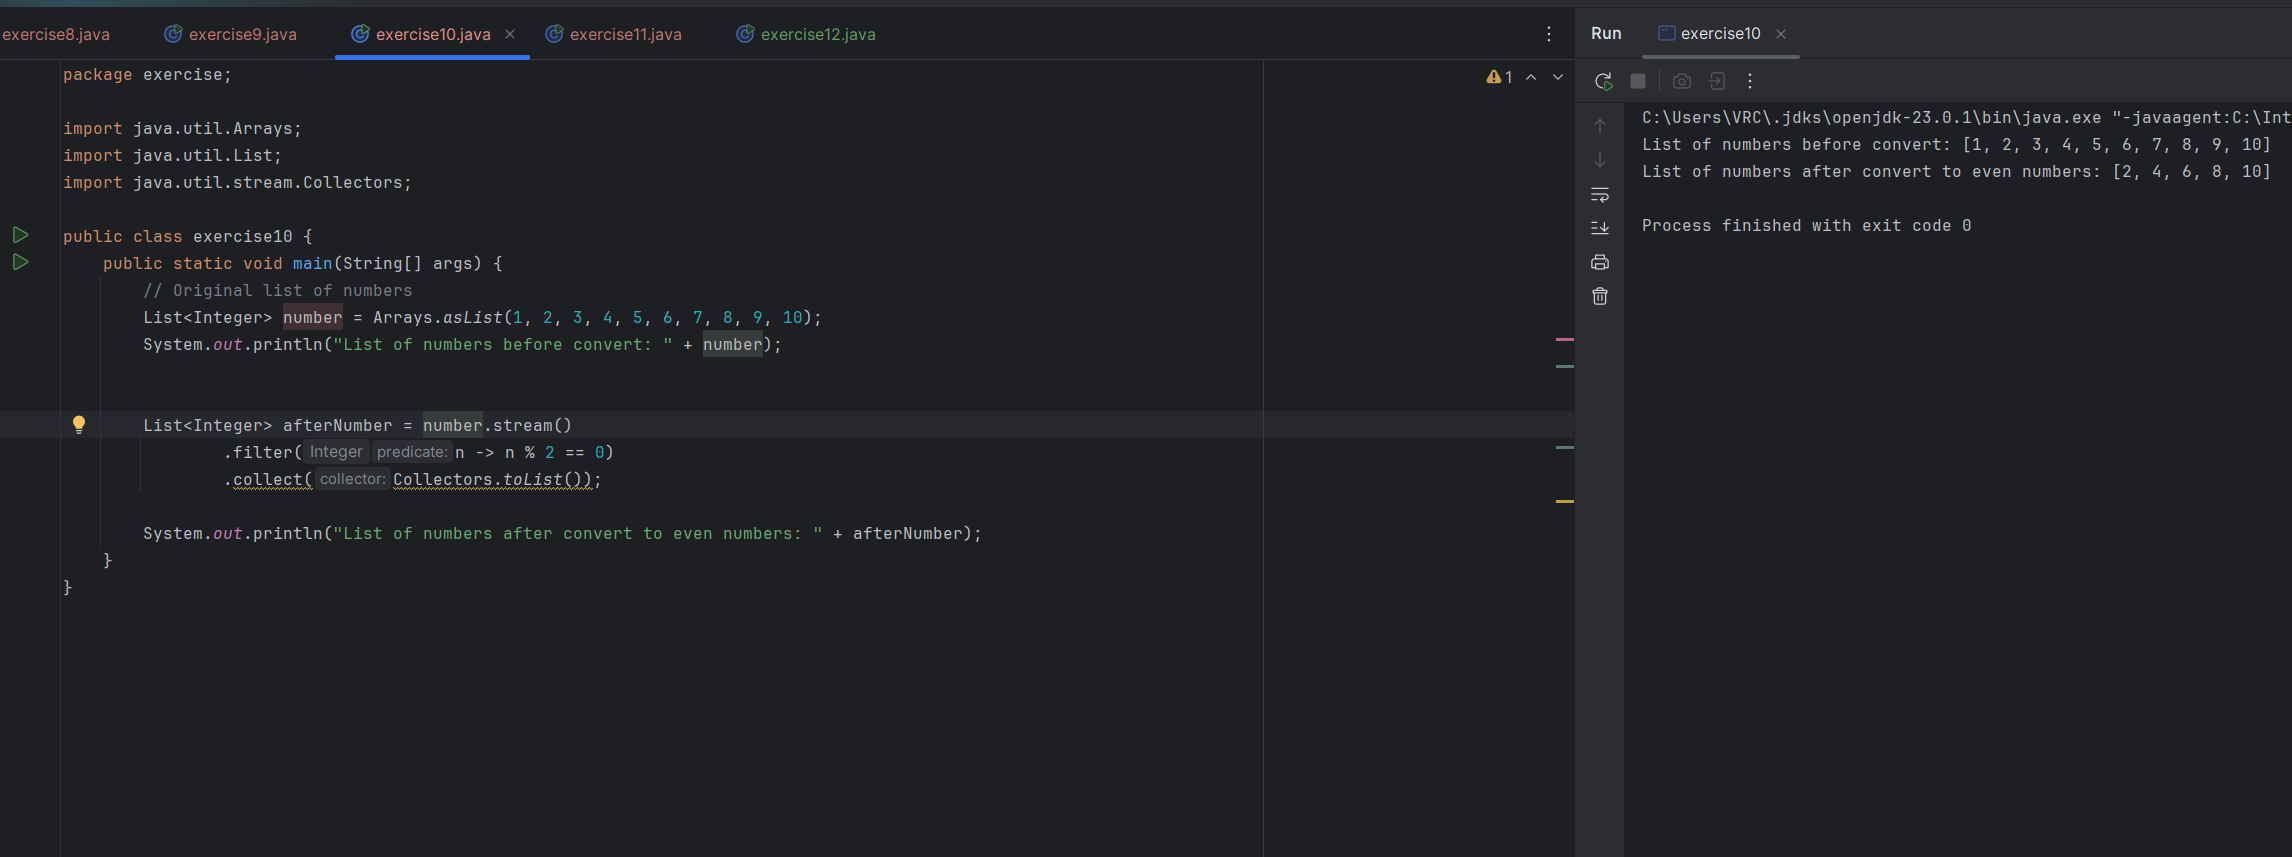 exercise8.java exercise9.java exercise10.java exercise11.java exercise12.java
package exercise;
1
import java.util.Arrays;
import java.util.List;
import java.util.stream.Collectors;
public class exercise10 {
public static void main(String[] args) {
// Original list of numbers
List<Integer> number = Arrays.asList(1, 2, 3, 4, 5, 6, 7, 8, 9, 10);
System.out.println("List of numbers before convert: " + number);
List<Integer> afterNumber = number.stream()
.filter( Integer predicate: n -> n % 2 == 0)
.collect( collector: Collectors.toList());
System.out.println("List of numbers after convert to even numbers: " + afterNumber);
}
}
Run exercise10
C:\Users\VRC\.jdks\openjdk-23.0.1\bin\java.exe "-javaagent:C:\Int
List of numbers before convert: [1, 2, 3, 4, 5, 6, 7, 8, 9, 10]
List of numbers after convert to even numbers: [2, 4, 6, 8, 10]
Process finished with exit code 0